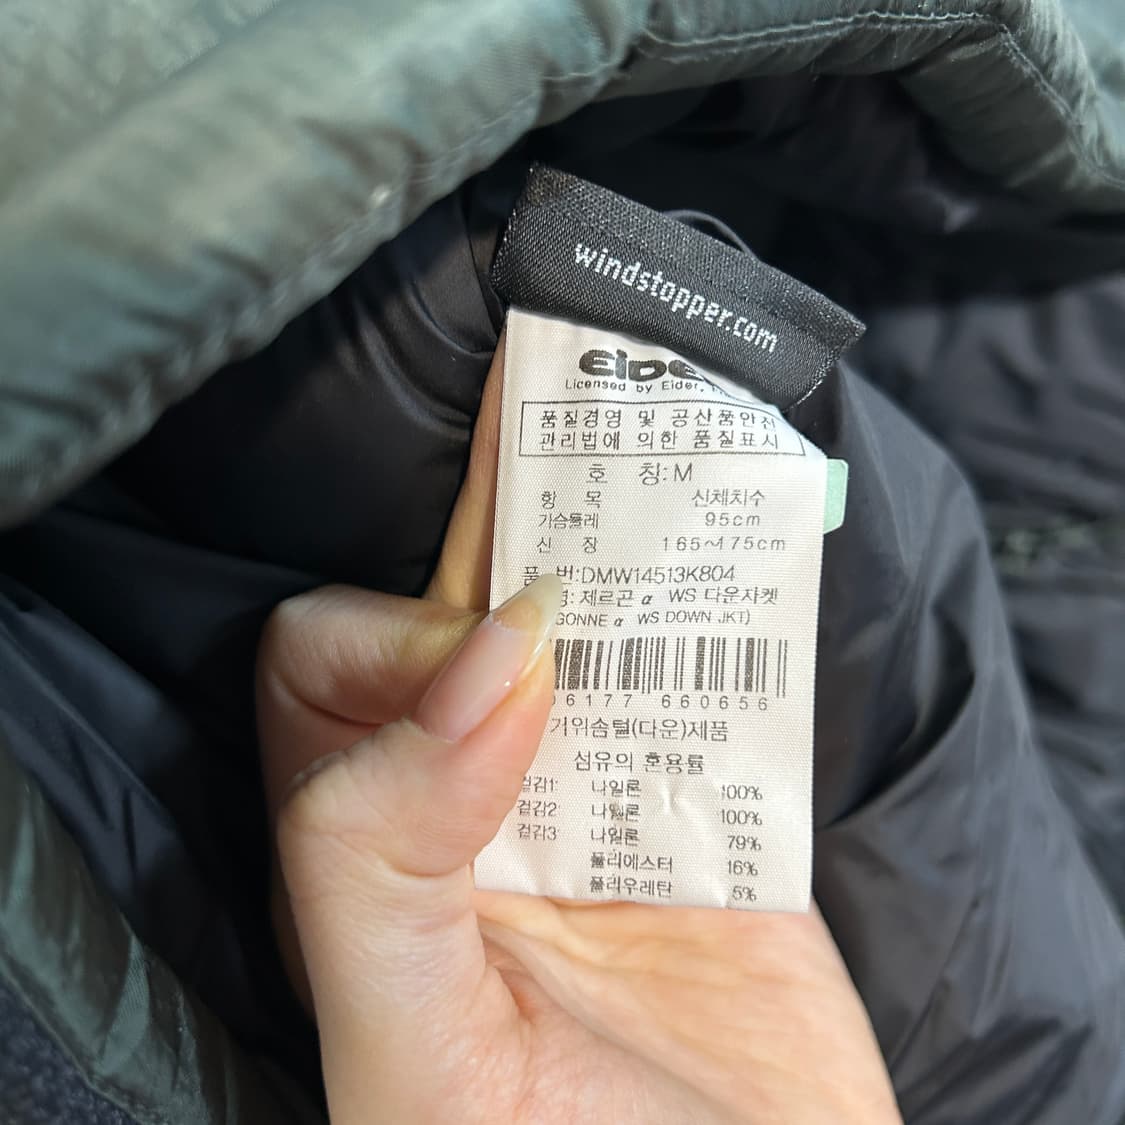 windstopper.com
EiDE
Licensed by Eider,
품질경영 및 공산품안전
관리법에 의한 품질표시
호 칭: M
항 목 신체치수
가슴둘레 95cm
신 장 165~175cm
품 번:DMW14513K804
제르곤 α WS 다운자켓
GONNE α WS DOWN JKT)
6177 660656
거위솜털(다운)제품
섬유의 혼용률
겉감1: 나일론 100%
겉감2: 나일론 100%
겉감3: 나일론 79%
폴리에스터 16%
폴리우레탄 5%